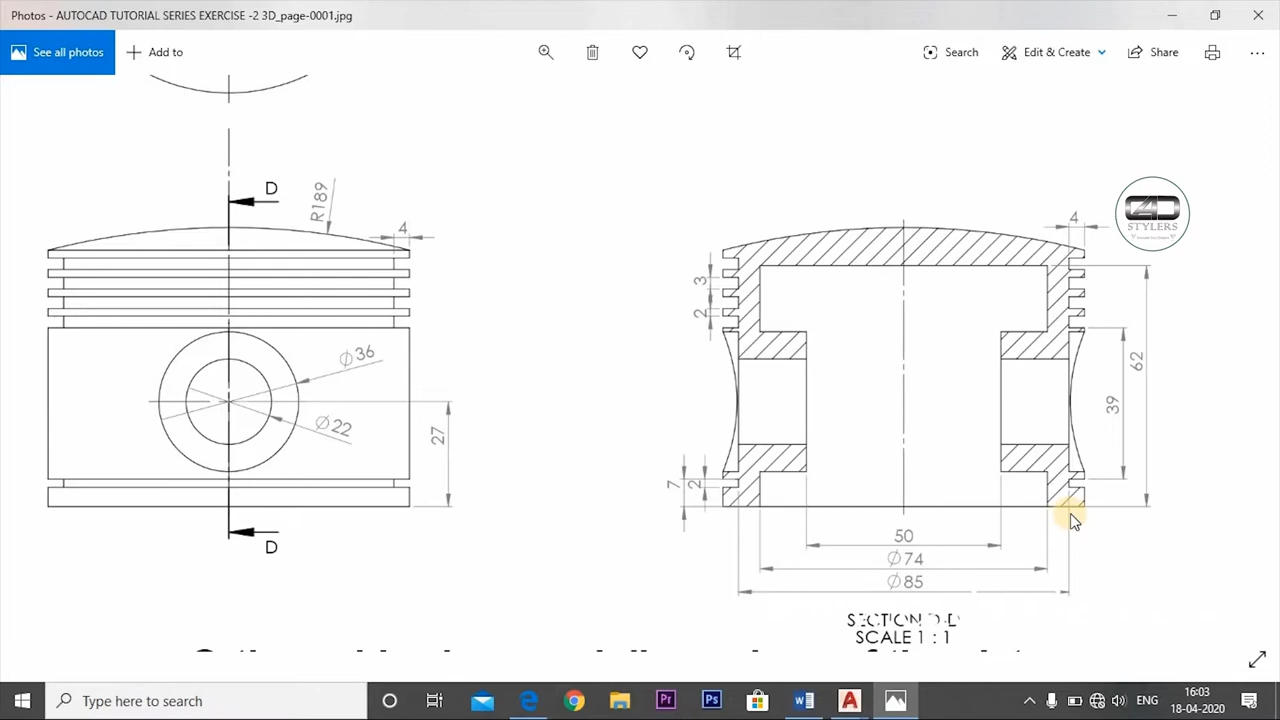 Photos - AUTOCAD TUTORIAL SERIES EXERCISE -2 3D_page-0001.jpg
See all photos
Add to
Search
Edit & Create
Share
D
R189
4
4
STYLERS
3
2
Ø36
Ø22
27
62
39
7
2
D
50
Ø74
Ø85
SECTION D-D
SCALE 1 : 1
Type here to search
ENG
16:03
18-04-2020